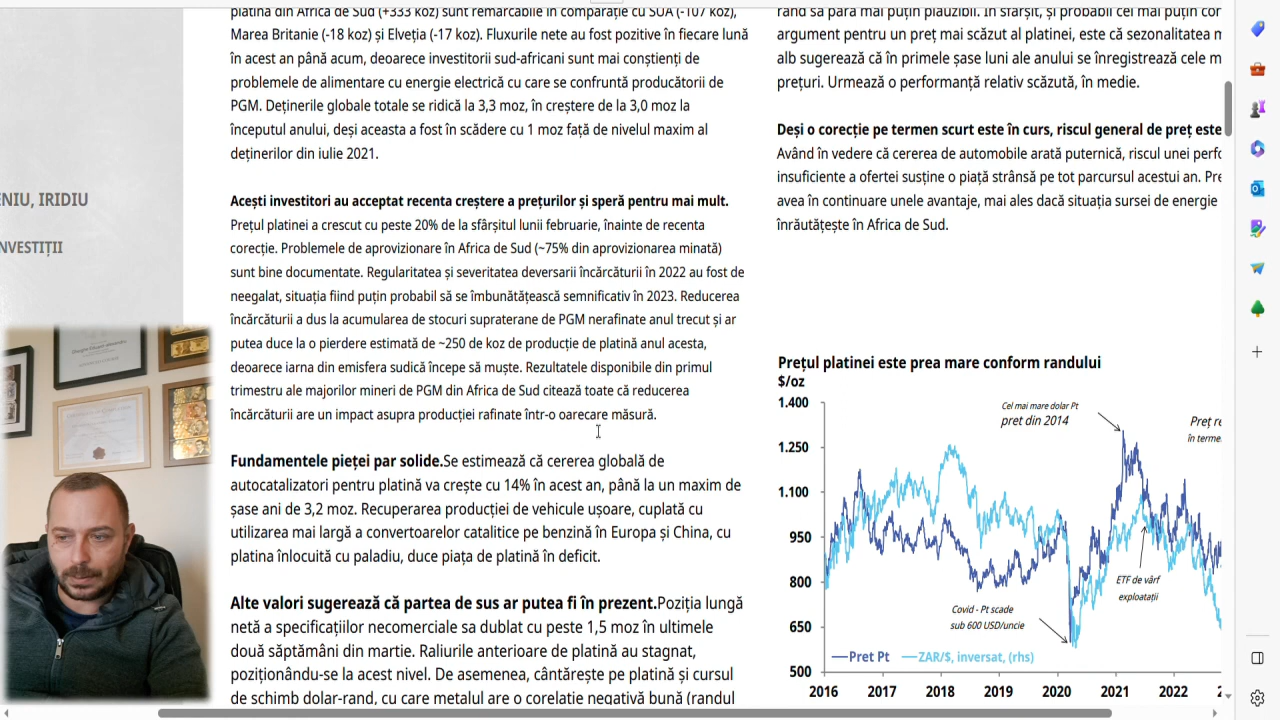 platina din Africa de Sud (+333 koz) sunt remarcabile în comparație cu SUA (-107 koz),
Marea Britanie (-18 koz) și Elveția (-17 koz). Fluxurile nete au fost pozitive în fiecare lună
în acest an până acum, deoarece investitorii sud-africani sunt mai conștienți de
problemele de alimentare cu energie electrică cu care se confruntă producătorii de
PGM. Deținerile globale totale se ridică la 3,3 moz, în creștere de la 3,0 moz la
începutul anului, deși aceasta a fost în scădere cu 1 moz față de nivelul maxim al
deținerilor din iulie 2021.
ENIU, IRIDIU
NVESTIȚII
Acești investitori au acceptat recenta creștere a prețurilor și speră pentru mai mult.
Prețul platinei a crescut cu peste 20% de la sfârșitul lunii februarie, înainte de recenta
corecție. Problemele de aprovizionare în Africa de Sud (~75% din aprovizionarea minată)
sunt bine documentate. Regularitatea și severitatea deversarii încărcăturii în 2022 au fost de
neegalat, situația fiind puțin probabil să se îmbunătățească semnificativ în 2023. Reducerea
încărcăturii a dus la acumularea de stocuri supraterane de PGM nerafinate anul trecut și ar
putea duce la o pierdere estimată de ~250 de koz de producție de platină anul acesta,
deoarece iarna din emisfera sudică începe să muște. Rezultatele disponibile din primul
trimestru ale majorilor mineri de PGM din Africa de Sud citează toate că reducerea
încărcăturii are un impact asupra producției rafinate într-o oarecare măsură.
Fundamentele pieței par solide.Se estimează că cererea globală de
autocatalizatori pentru platină va crește cu 14% în acest an, până la un maxim de
șase ani de 3,2 moz. Recuperarea producției de vehicule ușoare, cuplată cu
utilizarea mai largă a convertoarelor catalitice pe benzină în Europa și China, cu
platina înlocuită cu paladiu, duce piața de platină în deficit.
Alte valori sugerează că partea de sus ar putea fi în prezent.Poziția lungă
netă a specificațiilor necomerciale sa dublat cu peste 1,5 moz în ultimele
două săptămâni din martie. Raliurile anterioare de platină au stagnat,
poziționându-se la acest nivel. De asemenea, cântărește pe platină și cursul
de schimb dolar-rand, cu care metalul are o corelație negativă bună (randul
rand să pară mai puțin plauzibil. În sfârșit, și probabil cel mai puțin cor
argument pentru un preț mai scăzut al platinei, este că sezonalitatea m
alb sugerează că în primele șase luni ale anului se înregistrează cele m
prețuri. Urmează o performanță relativ scăzută, în medie.
Deși o corecție pe termen scurt este în curs, riscul general de preț este
Având în vedere că cererea de automobile arată puternică, riscul unei perfo
insuficiente a ofertei susține o piață strânsă pe tot parcursul acestui an. Pre
avea în continuare unele avantaje, mai ales dacă situația sursei de energie
înrăutățește în Africa de Sud.
Prețul platinei este prea mare conform randului
$/oz
1.400
1.250
1.100
950
800
650
500
Cel mai mare dolar Pt
pret din 2014
Preț re
în terme
ETF de vârf
exploatații
Covid - Pt scade
sub 600 USD/uncie
Pret Pt
ZAR/$, inversat, (rhs)
2016 2017 2018 2019 2020 2021 2022 2